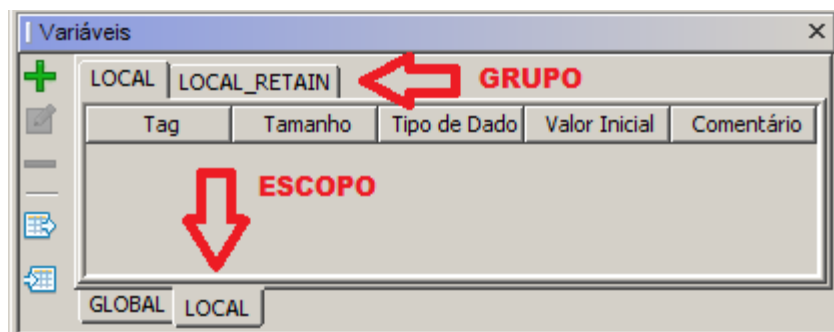 Variáveis
LOCAL LOCAL_RETAIN GRUPO
Tag Tamanho Tipo de Dado Valor Inicial Comentário
ESCOPO
GLOBAL LOCAL